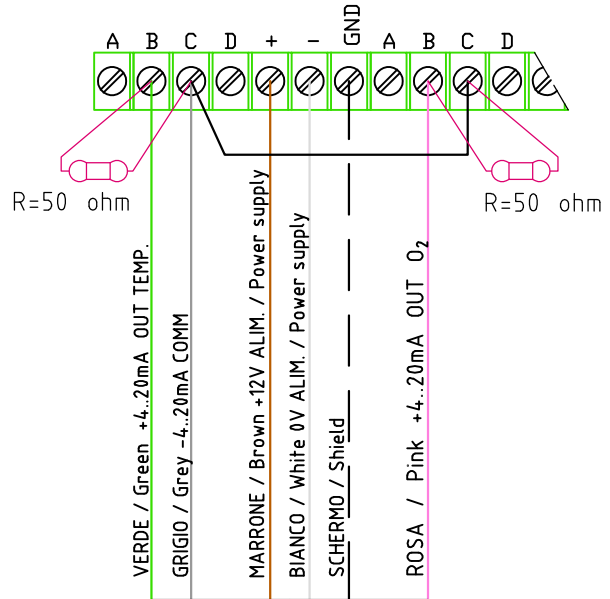 A B C D + - GND A B C D
R=50 ohm
R=50 ohm
VERDE / Green +4..20mA OUT TEMP.
GRIGIO / Grey -4..20mA COMM
MARRONE / Brown +12V ALIM. / Power supply
BIANCO / White 0V ALIM. / Power supply
SCHERMO / Shield
ROSA / Pink +4..20mA OUT O₂